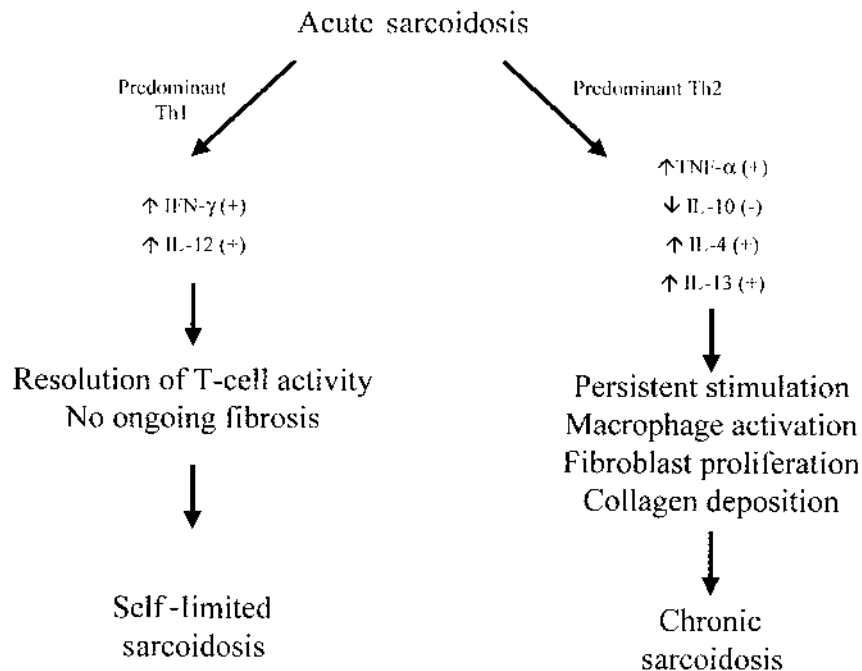 Acute sarcoidosis
Predominant
Th1
Predominant Th2
↑ IFN-γ (+)
↑ IL-12 (+)
↑TNF-α (+)
↓ IL-10 (-)
↑ IL-4 (+)
↑ IL-13 (+)
Resolution of T-cell activity
No ongoing fibrosis
Persistent stimulation
Macrophage activation
Fibroblast proliferation
Collagen deposition
Self-limited
sarcoidosis
Chronic
sarcoidosis